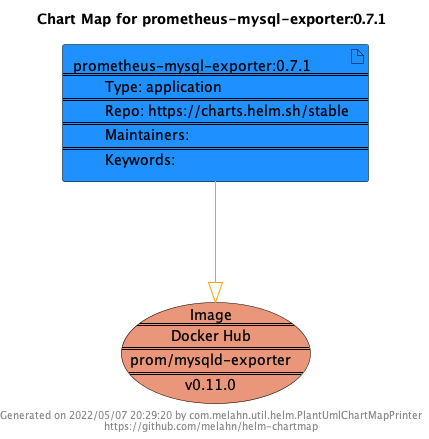 Chart Map for prometheus-mysql-exporter:0.7.1
prometheus-mysql-exporter:0.7.1
Type: application
Repo: https://charts.helm.sh/stable
Maintainers:
Keywords:
Image
Docker Hub
prom/mysqld-exporter
v0.11.0
Generated on 2022/05/07 20:29:20 by com.melahn.util.helm.PlantUmlChartMapPrinter
https://github.com/melahn/helm-chartmap